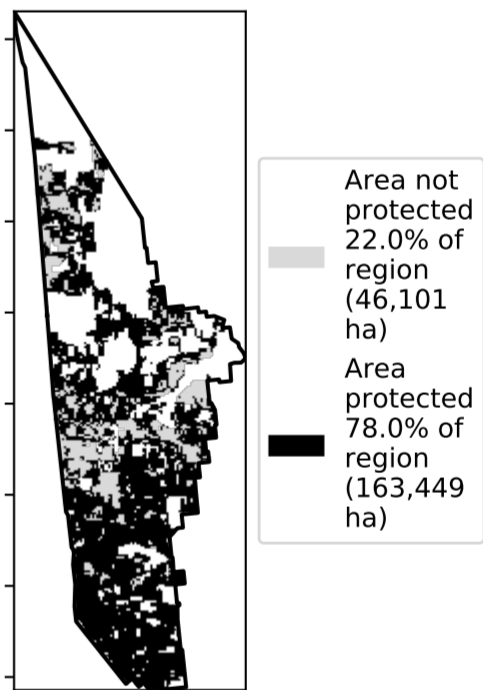 Area not
protected
22.0% of
region
(46,101
ha)
Area
protected
78.0% of
region
(163,449
ha)